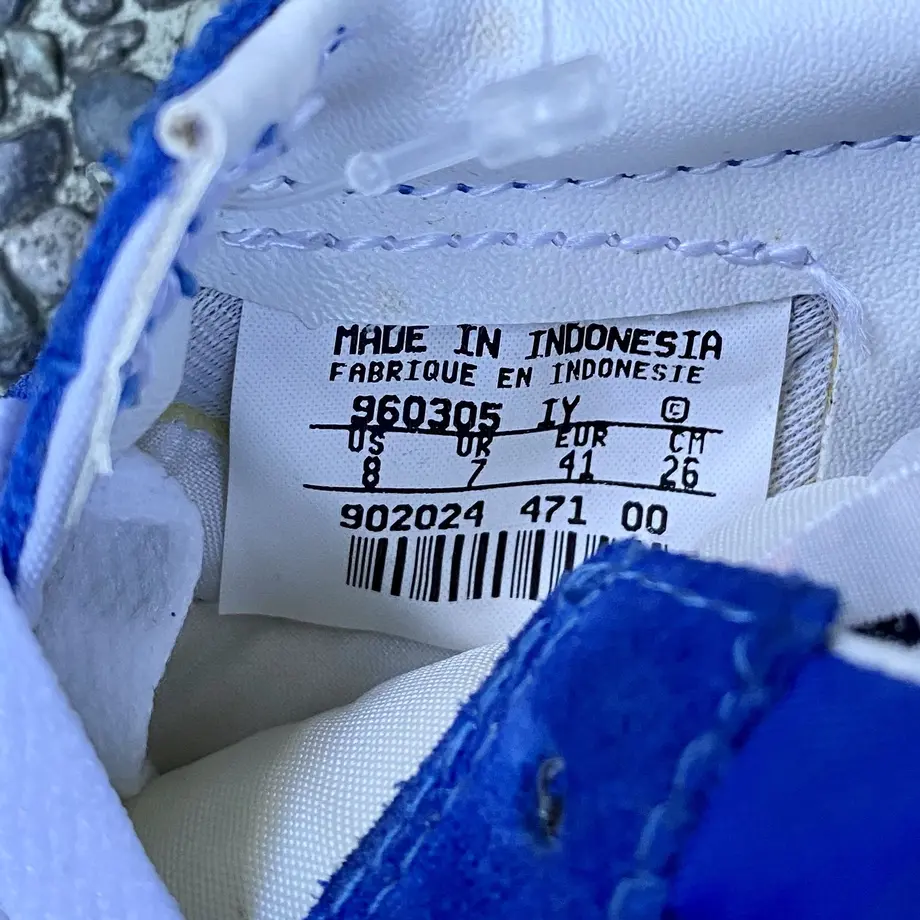 MADE IN INDONESIA
FABRIQUE EN INDONESIE
960305 IY ©
US UK EUR CM
8 7 41 26
902024 471 00